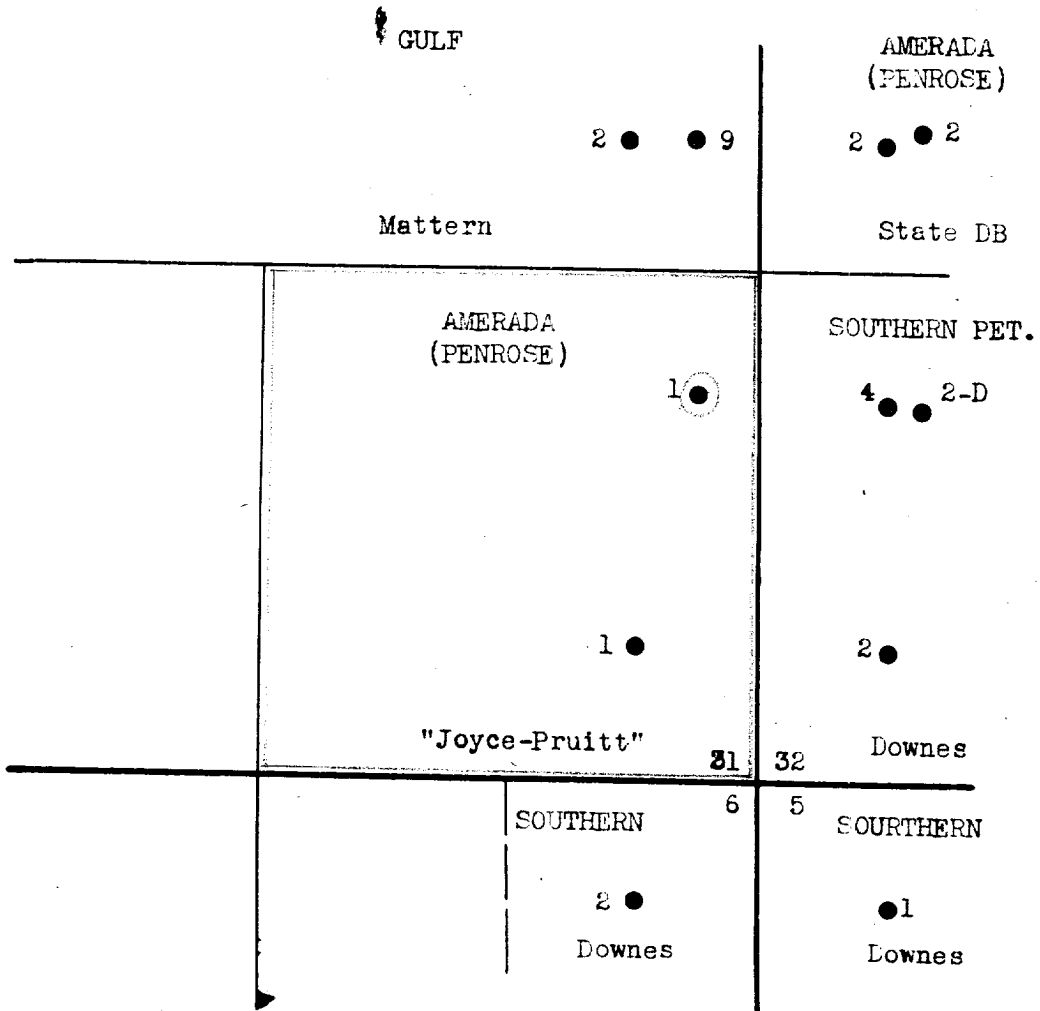 GULF
AMERADA
(PENROSE)
2 9
2 2
Mattern
State DB
AMERADA
(PENROSE)
SOUTHERN PET.
1
4 2-D
1
2
"Joyce-Pruitt"
31 32
Downes
6 5
SOUTHERN
SOURTHERN
2
1
Downes
Downes